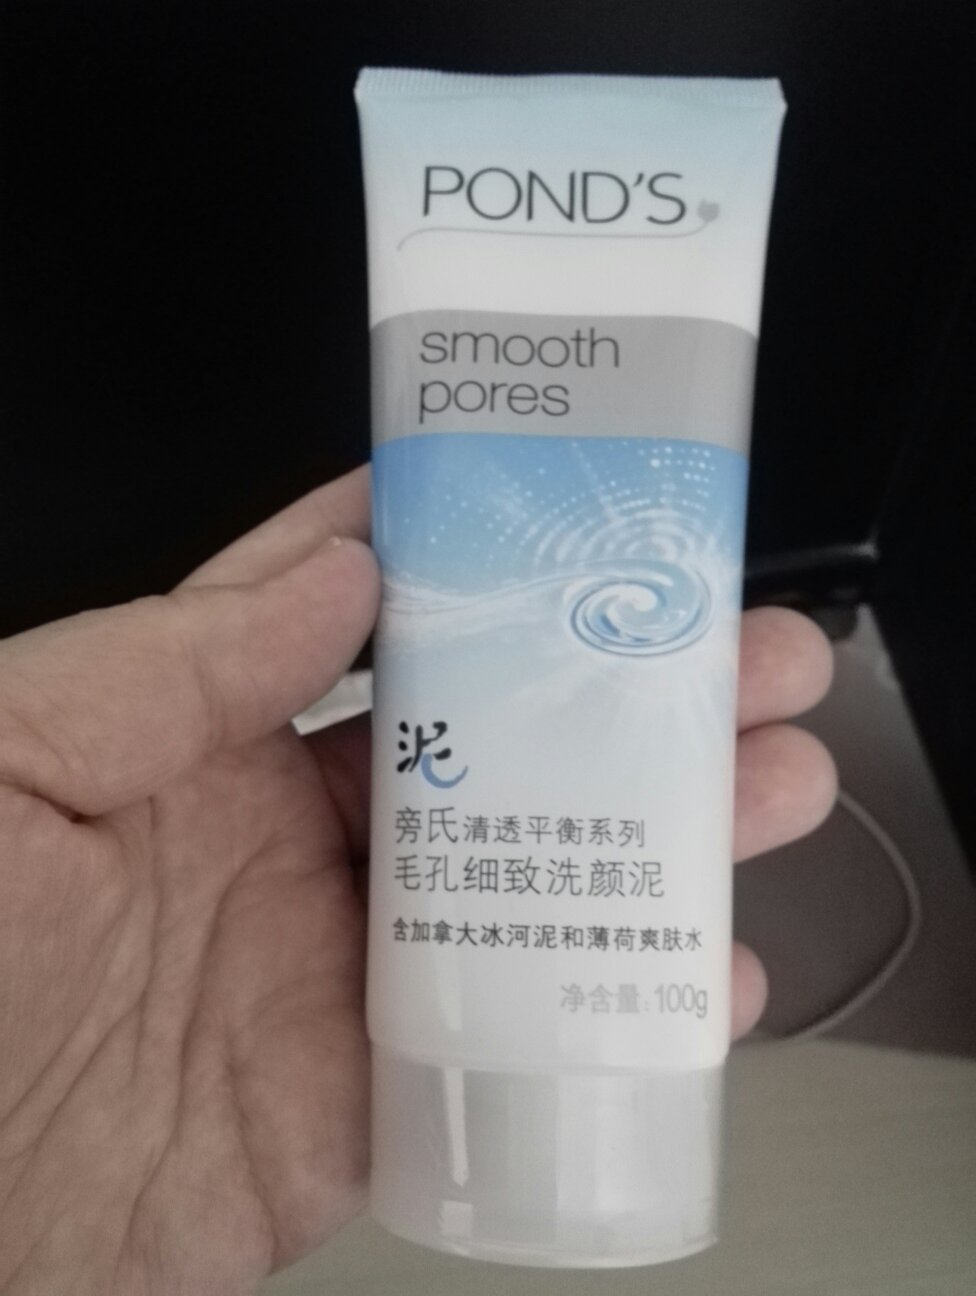 POND'S
smooth
pores
泥
旁氏清透平衡系列
毛孔细致洗颜泥
含加拿大冰河泥和薄荷爽肤水
净含量:100g